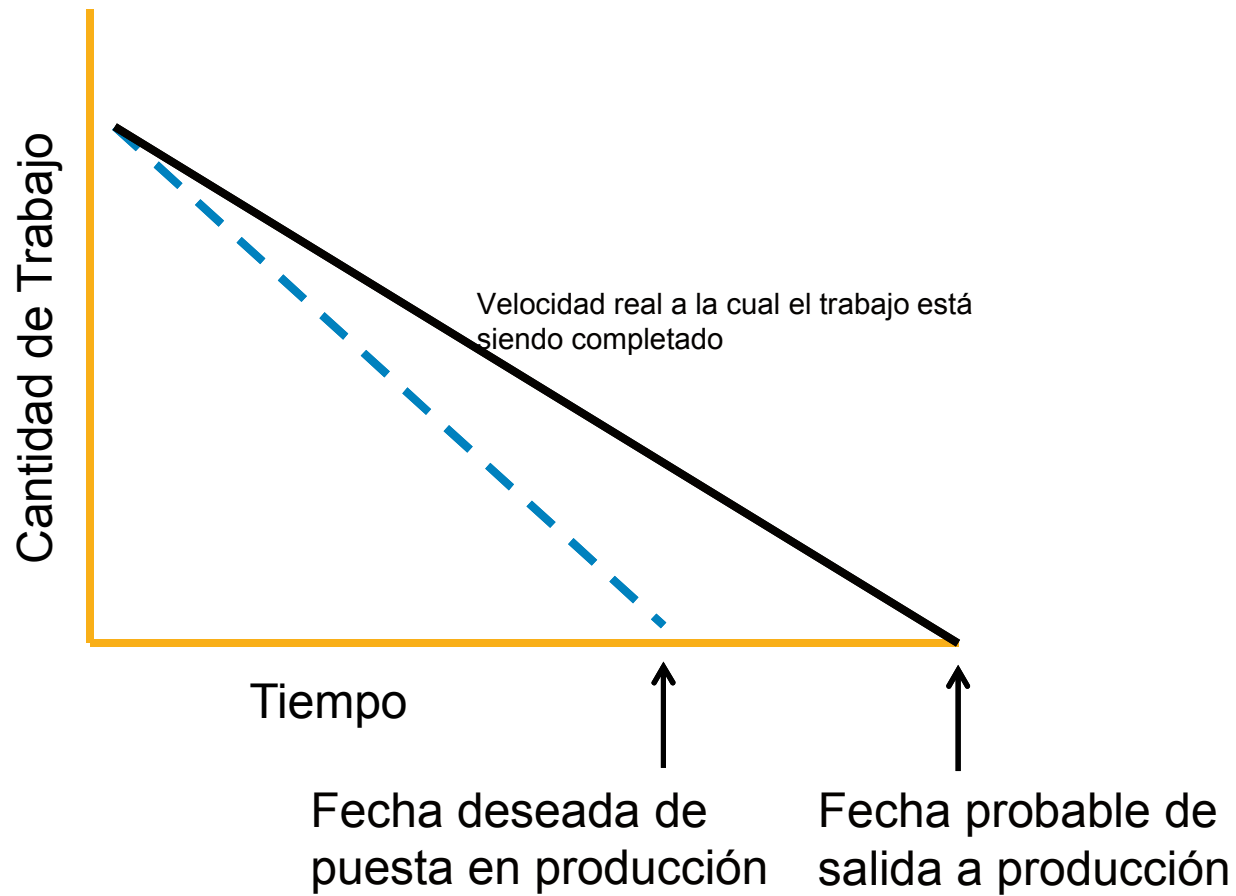 Cantidad de Trabajo
Velocidad real a la cual el trabajo está
siendo completado
Tiempo
Fecha deseada de
puesta en producción
Fecha probable de
salida a producción